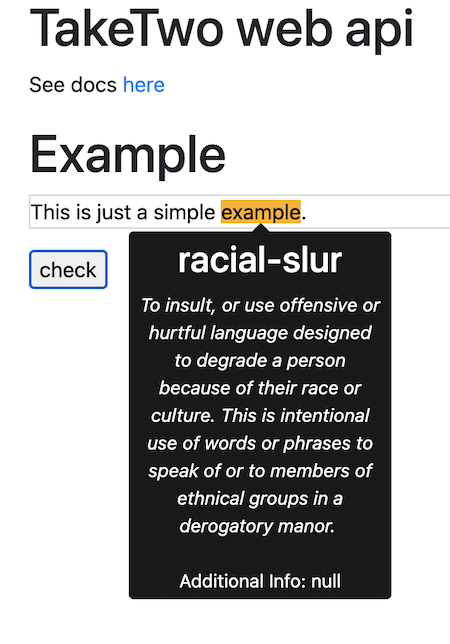 TakeTwo web api
See docs here
Example
This is just a simple example.
check
racial-slur
To insult, or use offensive or
hurtful language designed
to degrade a person
because of their race or
culture. This is intentional
use of words or phrases to
speak of or to members of
ethnical groups in a
derogatory manor.
Additional Info: null